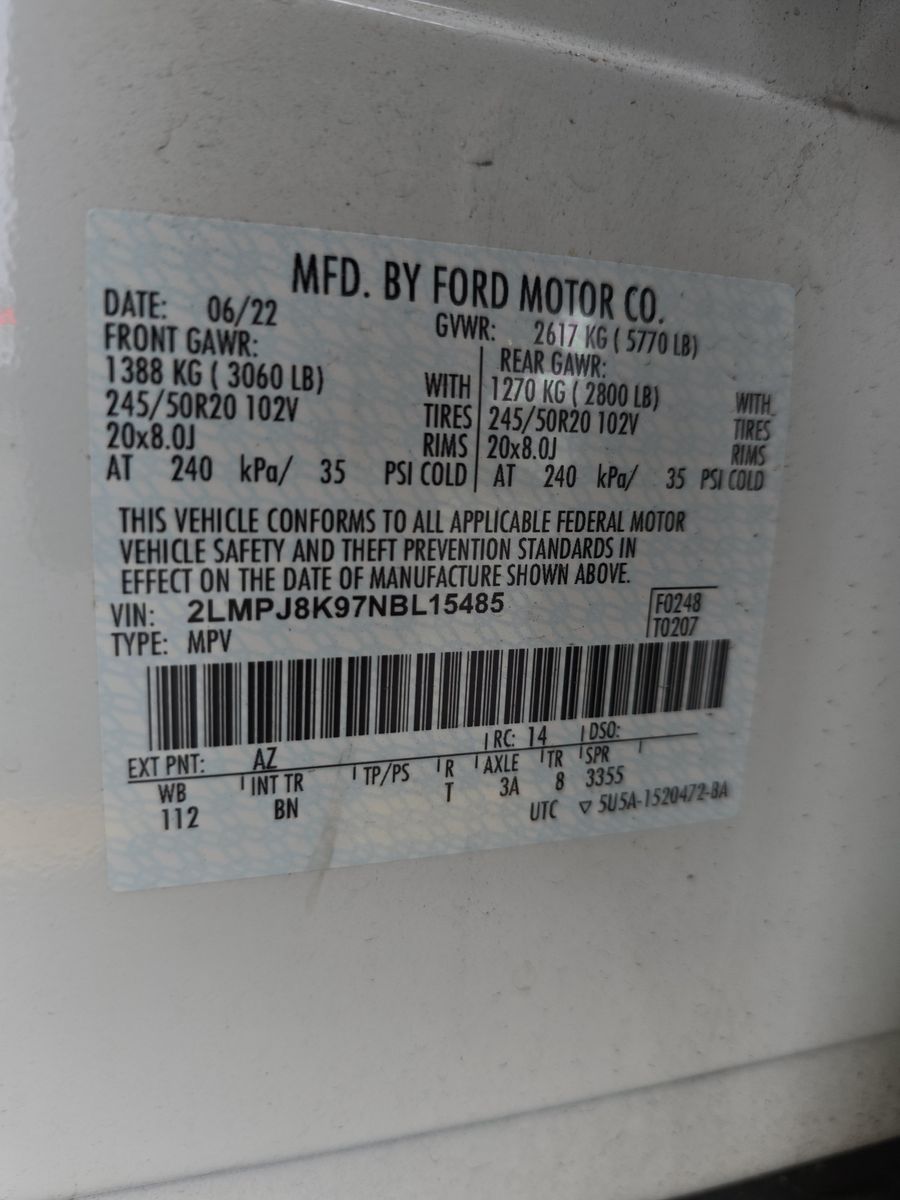 MFD. BY FORD MOTOR CO.
DATE: 06/22 GVWR: 2617 KG ( 5770 LB)
FRONT GAWR: REAR GAWR:
1388 KG ( 3060 LB) WITH 1270 KG ( 2800 LB) WITH
245/50R20 102V TIRES 245/50R20 102V TIRES
20x8.0J RIMS 20x8.0J RIMS
AT 240 kPa/ 35 PSI COLD AT 240 kPa/ 35 PSI COLD
THIS VEHICLE CONFORMS TO ALL APPLICABLE FEDERAL MOTOR
VEHICLE SAFETY AND THEFT PREVENTION STANDARDS IN
EFFECT ON THE DATE OF MANUFACTURE SHOWN ABOVE.
VIN: 2LMPJ8K97NBL15485 F0248
TYPE: MPV T0207
EXT PNT: AZ RC: 14 DSO:
WB INT TR TP/PS R AXLE TR SPR
112 BN T 3A 8 3355
UTC ▽ 5U5A-1520472-BA